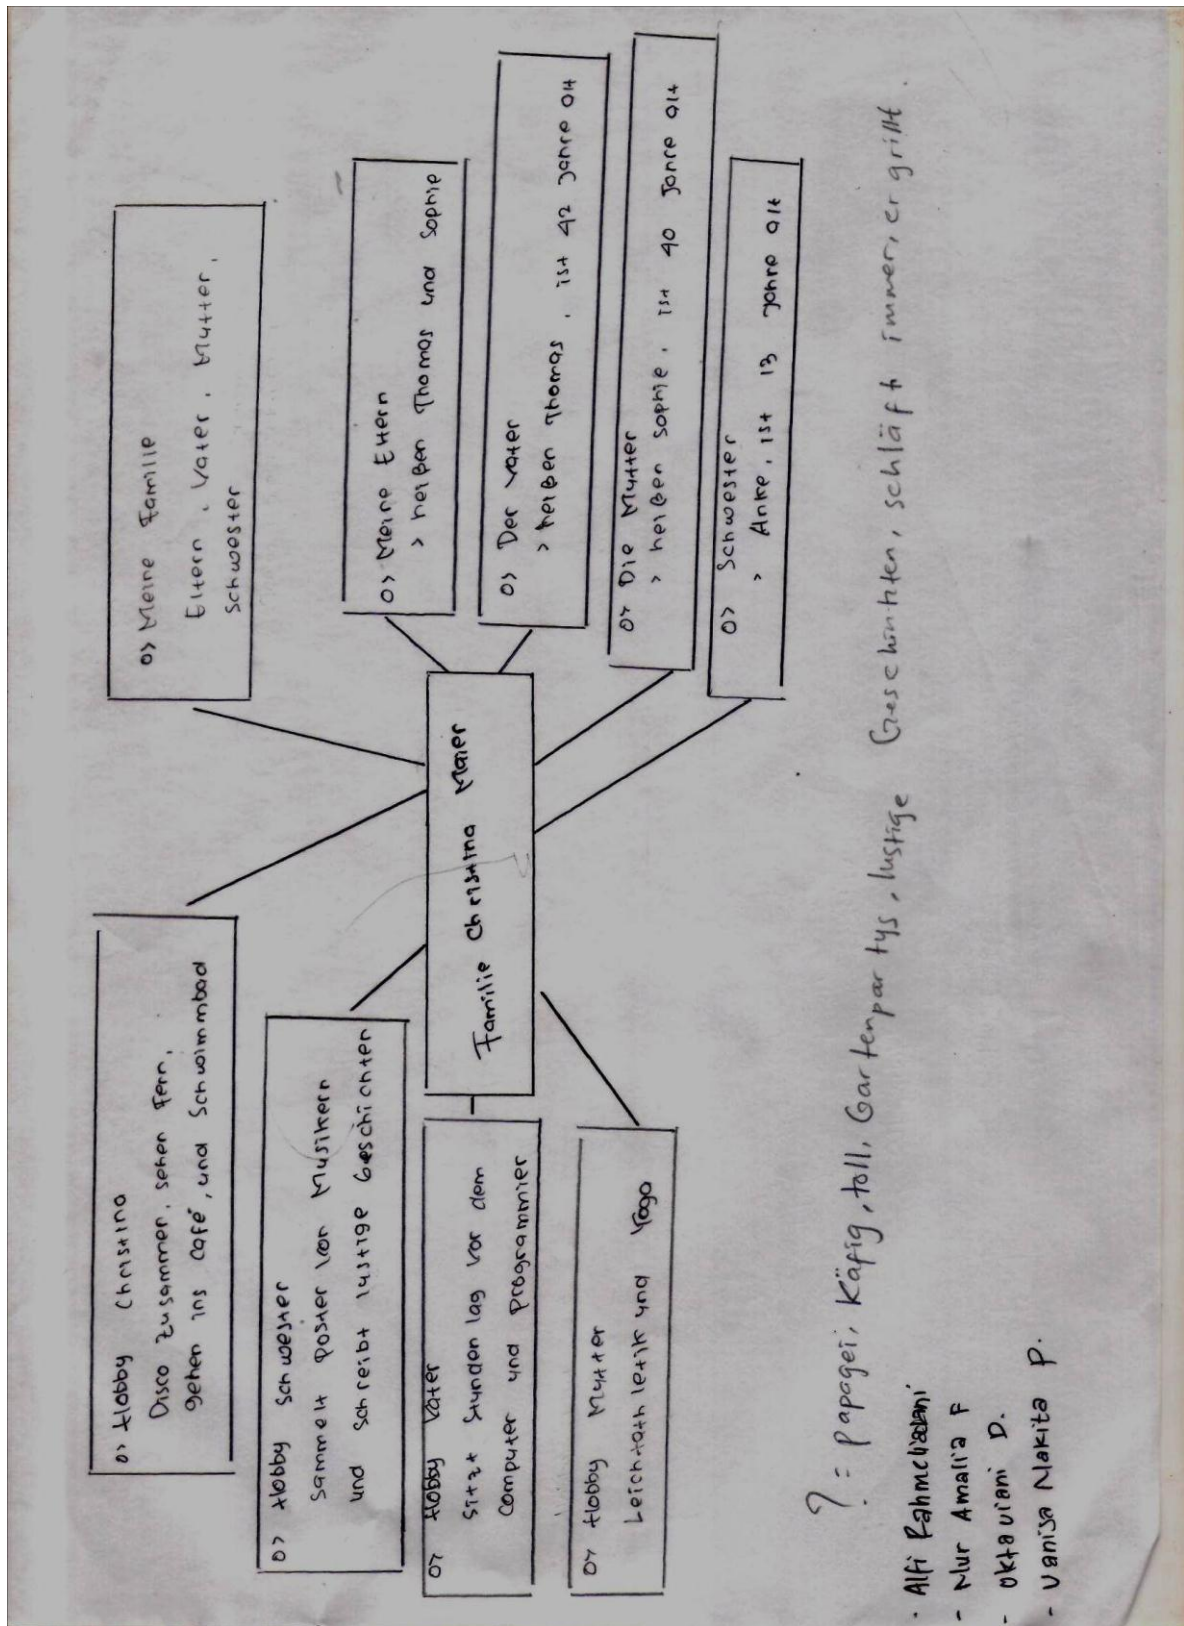 o> Hobby Christina
Disco zusammen, sehen Fern,
gehen ins Café, und Schwimmbad
o> Meine Familie
Eltern, Vater, Mutter,
Schwester
o> Hobby Schwester
Sammelt Poster von Musikern
und schreibt lustige Geschichten
o> Meine Eltern
> heißen Thomas und Sophie
o> Hobby Vater
Sitzt Stunden lag vor dem
Computer und Programmier
Familie Christina Maier
o> Der Vater
> heißen Thomas, ist 42 Jahre alt
o> Hobby Mutter
Leichtathletik und Yoga
o> Die Mutter
> heißen Sophie, ist 40 Jahre alt
o> Schwester
> Anke, ist 13 Jahre alt
? = Papagei, Käfig, toll, Gartenpartys, lustige Geschichten, schläft immer, er grillt.
- Alfi Rahmeliadani
- Nur Amalia F
- Oktaviani D.
- Vanisa Nakita P.